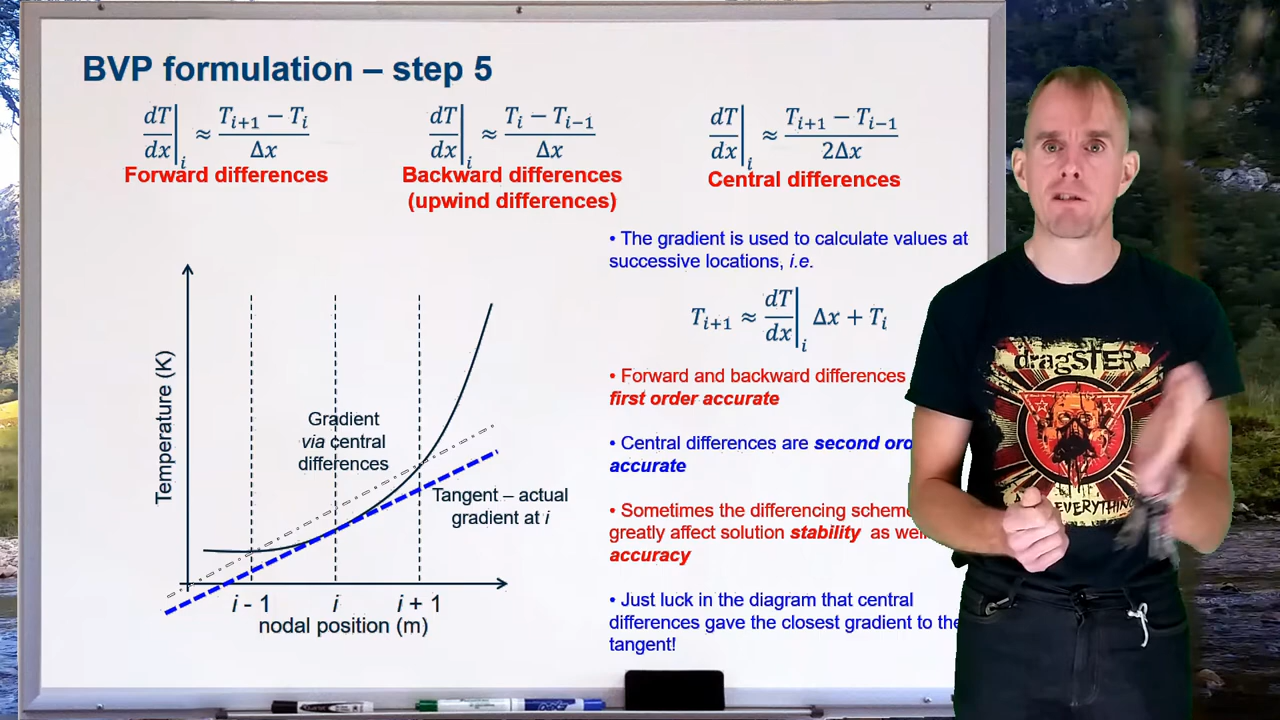 BVP formulation – step 5
dT/dx|i ≈ (Ti+1 − Ti)/Δx
Forward differences
dT/dx|i ≈ (Ti − Ti−1)/Δx
Backward differences
(upwind differences)
dT/dx|i ≈ (Ti+1 − Ti−1)/2Δx
Central differences
Temperature (K)
Gradient
via central
differences
Tangent – actual
gradient at i
i - 1
i
i + 1
nodal position (m)
• The gradient is used to calculate values at
successive locations, i.e.
Ti+1 ≈ dT/dx|i Δx + Ti
• Forward and backward differences
first order accurate
• Central differences are second ord
accurate
• Sometimes the differencing scheme
greatly affect solution stability as well
accuracy
• Just luck in the diagram that central
differences gave the closest gradient to the
tangent!
dragSTER
EVERYTHING